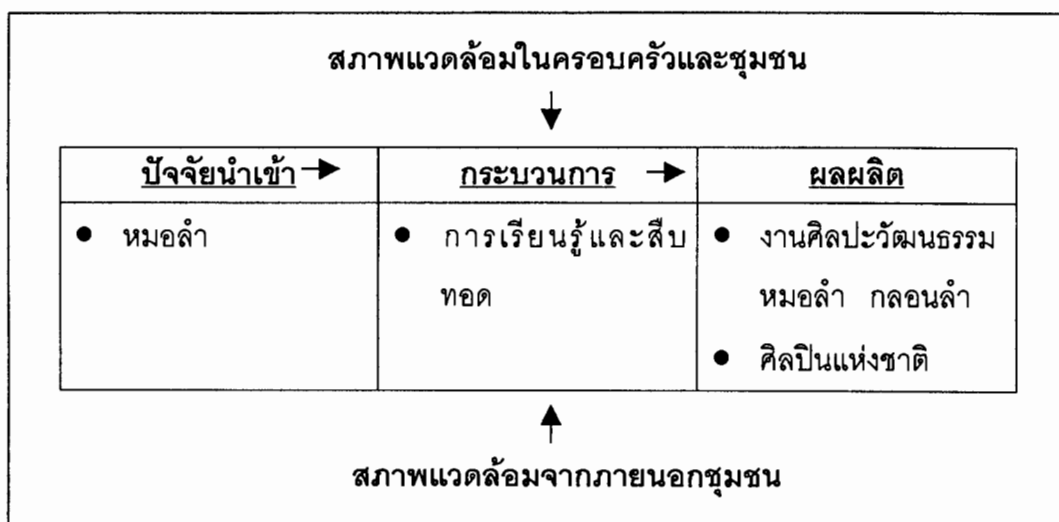 สภาพแวดล้อมในครอบครัวและชุมชน
ปัจจัยนำเข้า
กระบวนการ
ผลผลิต
หมอลำ
การเรียนรู้และสืบ
ทอด
งานศิลปะวัฒนธรรม
หมอลำ กลอนลำ
ศิลปินแห่งชาติ
สภาพแวดล้อมจากภายนอกชุมชน